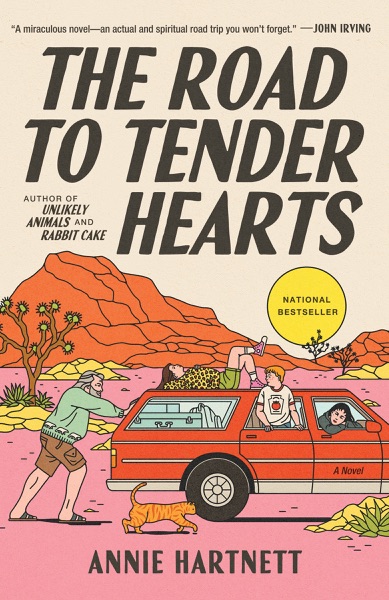 "A miraculous novel—an actual and spiritual road trip you won't forget." —JOHN IRVING
THE ROAD
TO TENDER
HEARTS
AUTHOR OF
UNLIKELY
ANIMALS AND
RABBIT CAKE
NATIONAL
BESTSELLER
A Novel
ANNIE HARTNETT